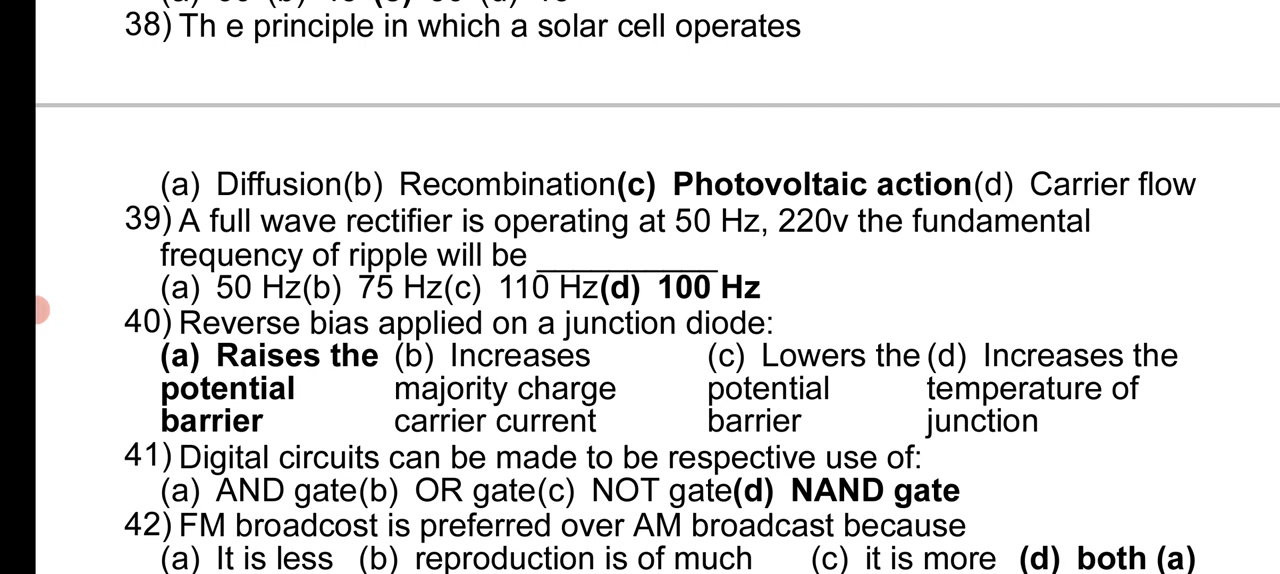 38) Th e principle in which a solar cell operates
(a) Diffusion(b) Recombination(c) Photovoltaic action(d) Carrier flow
39) A full wave rectifier is operating at 50 Hz, 220v the fundamental
frequency of ripple will be __________
(a) 50 Hz(b) 75 Hz(c) 110 Hz(d) 100 Hz
40) Reverse bias applied on a junction diode:
(a) Raises the (b) Increases (c) Lowers the (d) Increases the
potential majority charge potential temperature of
barrier carrier current barrier junction
41) Digital circuits can be made to be respective use of:
(a) AND gate(b) OR gate(c) NOT gate(d) NAND gate
42) FM broadcost is preferred over AM broadcast because
(a) It is less (b) reproduction is of much (c) it is more (d) both (a)